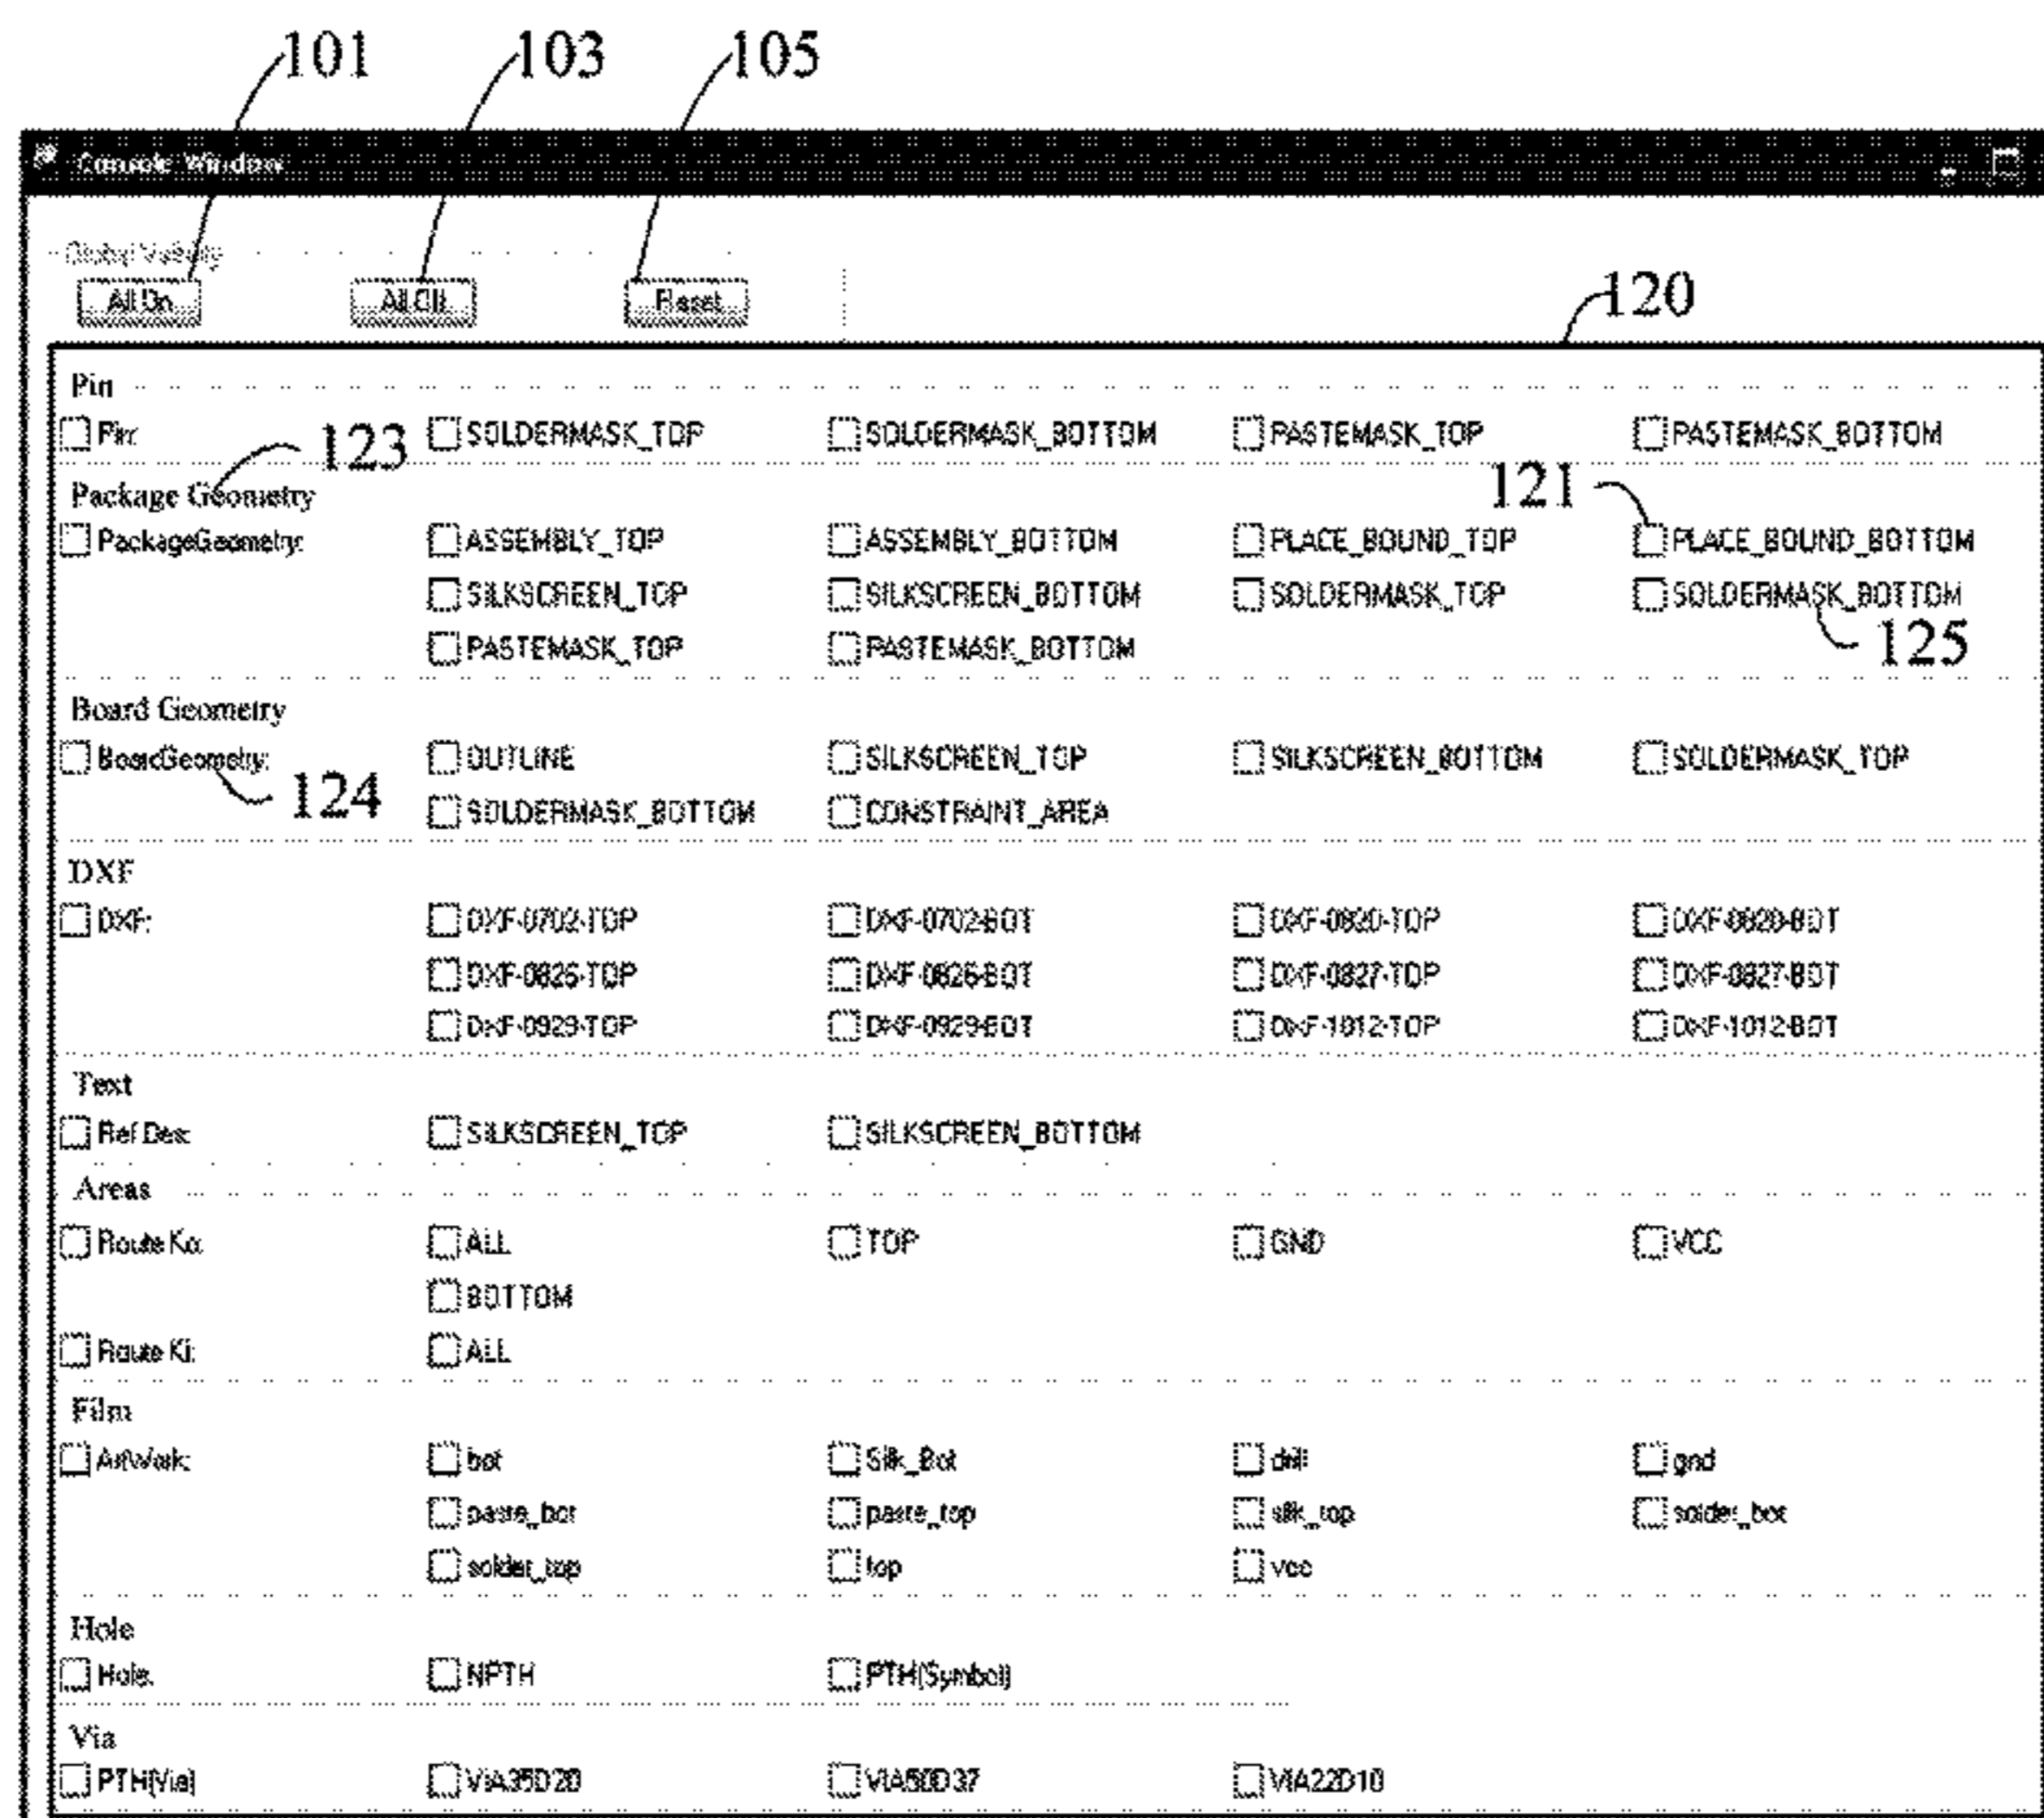 101 103 105
Console Window
Global Visibility
All On All Off Reset
120
Pin
Pin: SOLDERMASK_TOP SOLDERMASK_BOTTOM PASTEMASK_TOP PASTEMASK_BOTTOM
123
Package Geometry 121
PackageGeometry: ASSEMBLY_TOP ASSEMBLY_BOTTOM PLACE_BOUND_TOP PLACE_BOUND_BOTTOM
SILKSCREEN_TOP SILKSCREEN_BOTTOM SOLDERMASK_TOP SOLDERMASK_BOTTOM
PASTEMASK_TOP PASTEMASK_BOTTOM 125
Board Geometry
BoardGeometry: OUTLINE SILKSCREEN_TOP SILKSCREEN_BOTTOM SOLDERMASK_TOP
124 SOLDERMASK_BOTTOM CONSTRAINT_AREA
DXF
DXF: DXF-0702-TOP DXF-0702-BOT DXF-0820-TOP DXF-0820-BOT
DXF-0826-TOP DXF-0826-BOT DXF-0827-TOP DXF-0827-BOT
DXF-0929-TOP DXF-0929-BOT DXF-1012-TOP DXF-1012-BOT
Text
Ref Des: SILKSCREEN_TOP SILKSCREEN_BOTTOM
Areas
Route Ko: ALL TOP GND VCC
BOTTOM
Route Ki: ALL
Film
ArtWork: bot Silk_Bot drill gnd
paste_bot paste_top silk_top solder_bot
solder_top top vcc
Hole
Hole: NPTH PTH(Symbol)
Via
PTH(Via) VIA35D20 VIA50D37 VIA22D10